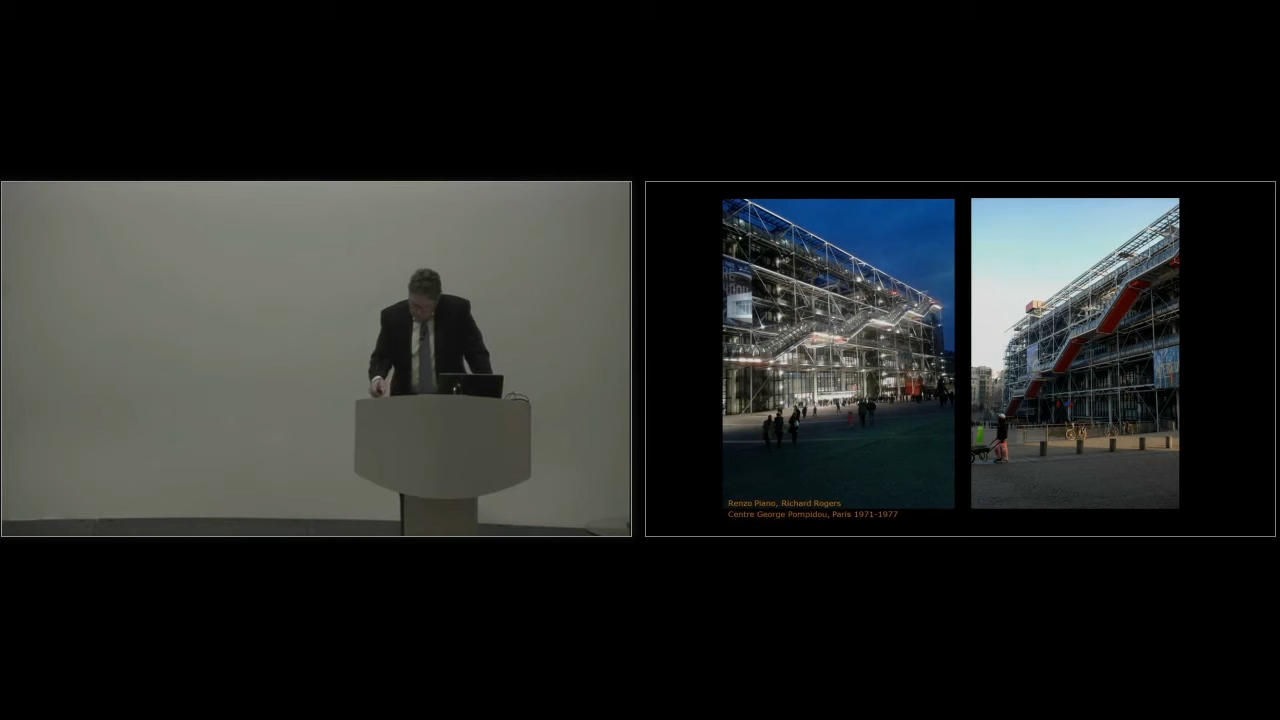 Renzo Piano, Richard Rogers
Centre George Pompidou, Paris 1971-1977